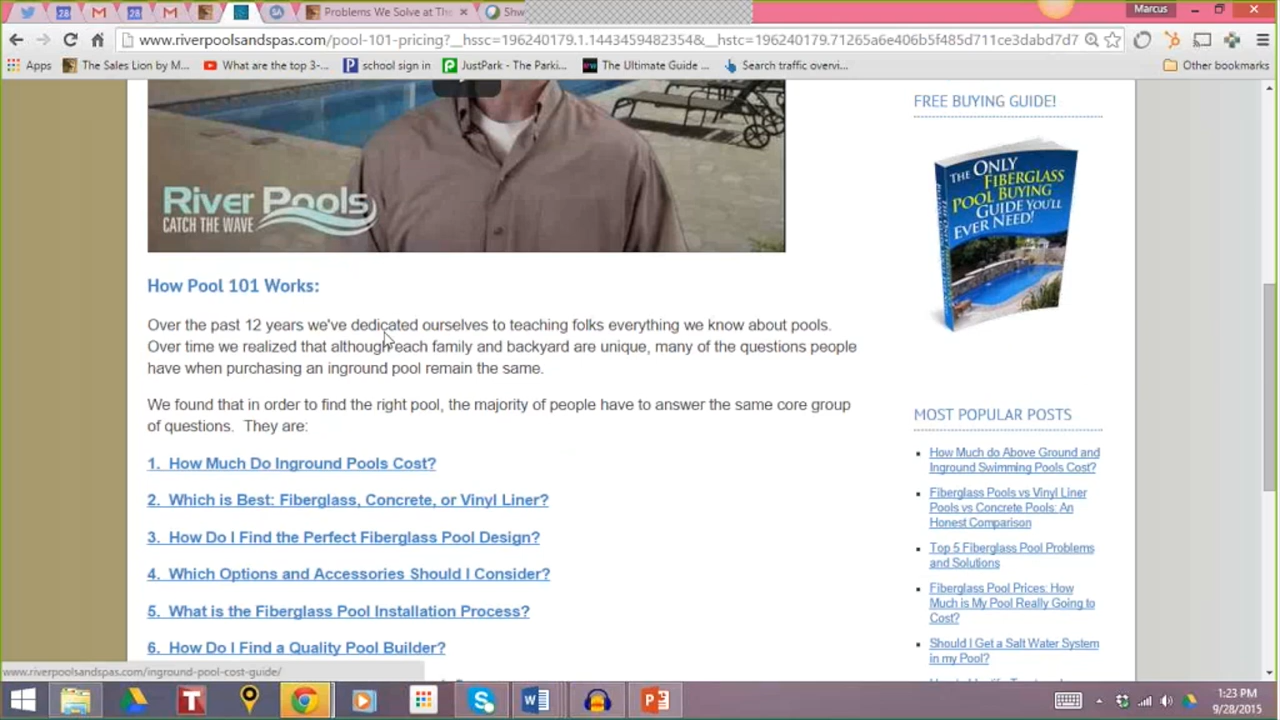 28
28
SA
Problems We Solve at The
Shw
Marcus
www.riverpoolsandspas.com/pool-101-pricing?__hssc=196240179.1.1443459482354&__hstc=196240179.71265a6e406b5f485d711ce3dabd7d7
Apps
The Sales Lion by M...
What are the top 3-...
school sign in
JustPark - The Parki...
The Ultimate Guide ...
Search traffic overvi...
Other bookmarks
River Pools
CATCH THE WAVE
How Pool 101 Works:
Over the past 12 years we've dedicated ourselves to teaching folks everything we know about pools.
Over time we realized that although each family and backyard are unique, many of the questions people
have when purchasing an inground pool remain the same.
We found that in order to find the right pool, the majority of people have to answer the same core group
of questions. They are:
1. How Much Do Inground Pools Cost?
2. Which is Best: Fiberglass, Concrete, or Vinyl Liner?
3. How Do I Find the Perfect Fiberglass Pool Design?
4. Which Options and Accessories Should I Consider?
5. What is the Fiberglass Pool Installation Process?
6. How Do I Find a Quality Pool Builder?
FREE BUYING GUIDE!
THE ONLY
FIBERGLASS
POOL BUYING
GUIDE YOU'LL
EVER NEED!
MOST POPULAR POSTS
How Much do Above Ground and
Inground Swimming Pools Cost?
Fiberglass Pools vs Vinyl Liner
Pools vs Concrete Pools: An
Honest Comparison
Top 5 Fiberglass Pool Problems
and Solutions
Fiberglass Pool Prices: How
Much is My Pool Really Going to
Cost?
Should I Get a Salt Water System
in my Pool?
www.riverpoolsandspas.com/inground-pool-cost-guide/
1:23 PM
9/28/2015